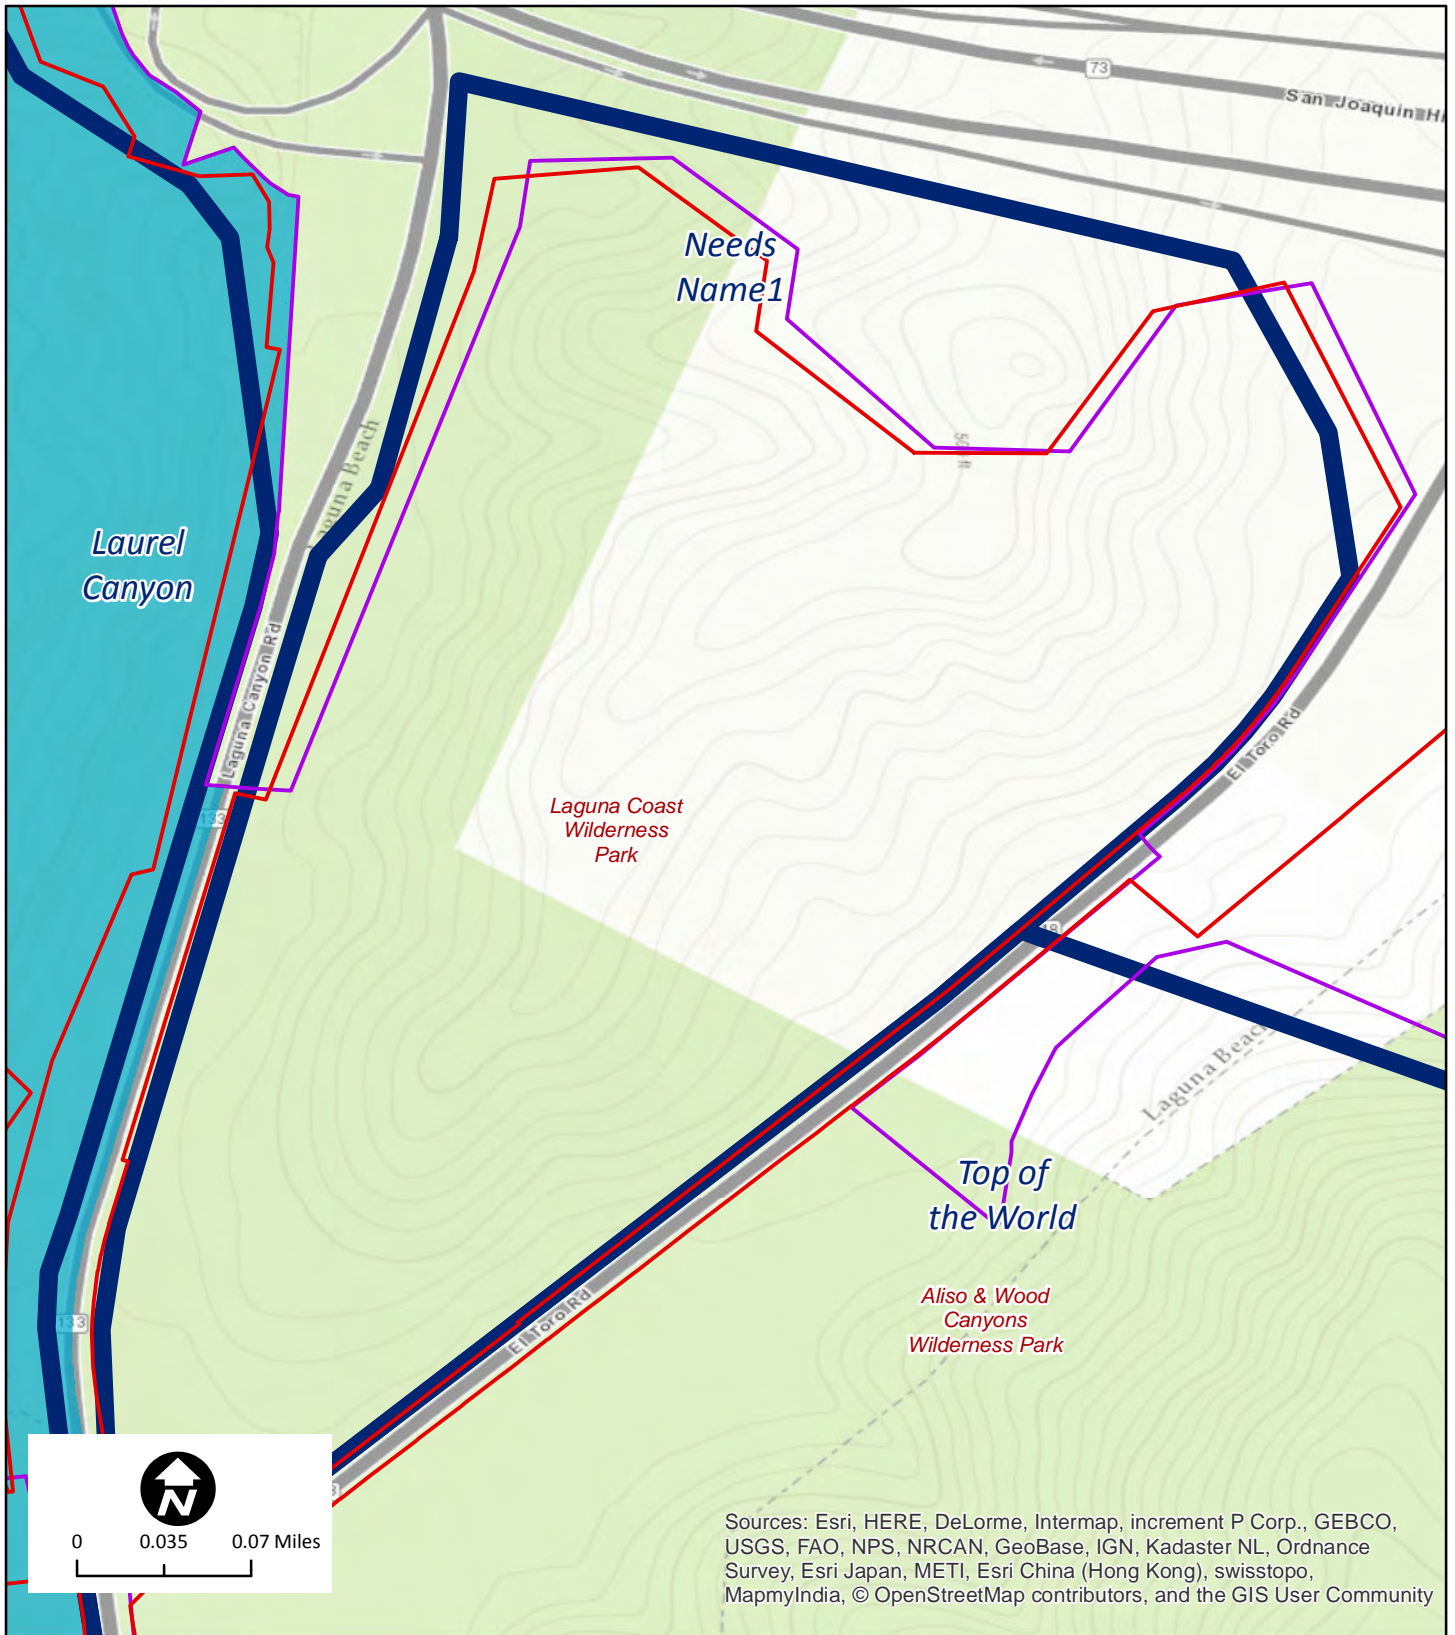 73
San Joaquin Hi
Needs
Name1
Laguna Beach
500 ft
Laurel
Canyon
Laguna Canyon Rd
El Toro Rd
133
Laguna Coast
Wilderness
Park
Laguna Beach
Top of
the World
Aliso & Wood
Canyons
Wilderness Park
133
El Toro Rd
N
0 0.035 0.07 Miles
Sources: Esri, HERE, DeLorme, Intermap, increment P Corp., GEBCO,
USGS, FAO, NPS, NRCAN, GeoBase, IGN, Kadaster NL, Ordnance
Survey, Esri Japan, METI, Esri China (Hong Kong), swisstopo,
MapmyIndia, © OpenStreetMap contributors, and the GIS User Community